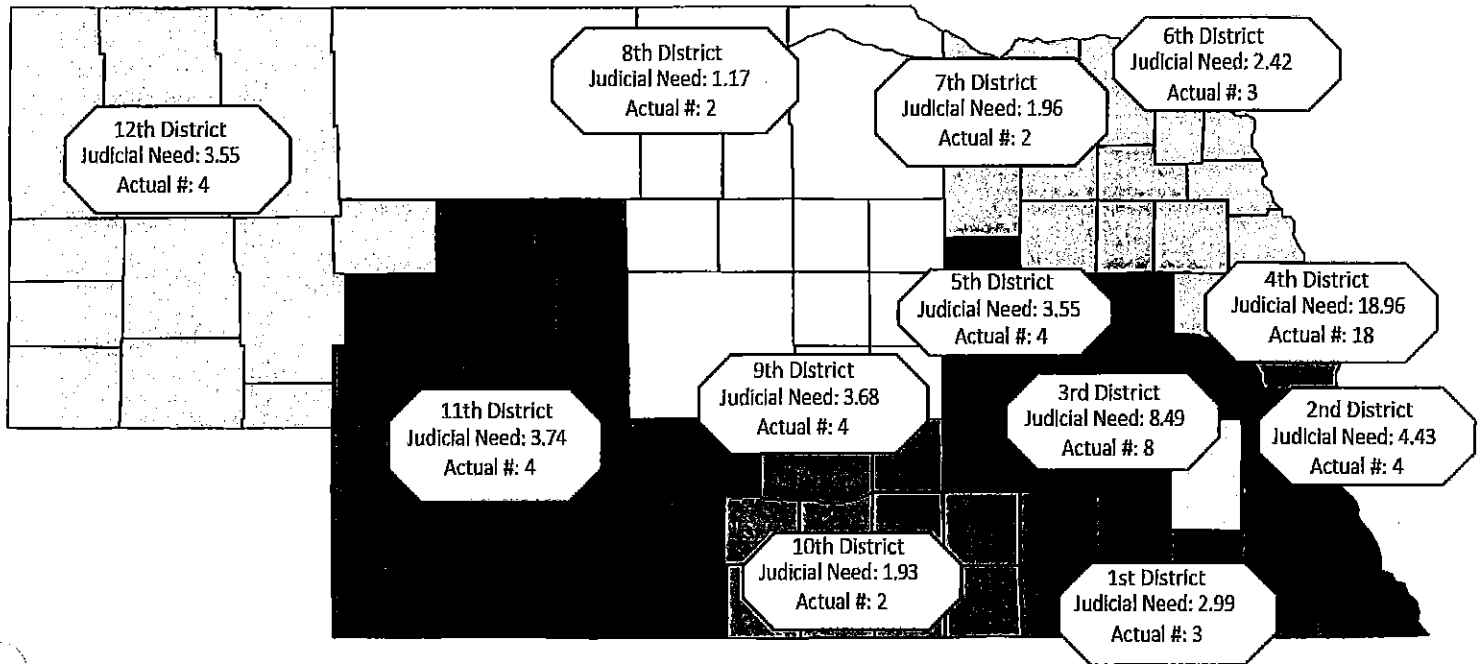 8th District
Judicial Need: 1.17
Actual #: 2
6th District
Judicial Need: 2.42
Actual #: 3
7th District
Judicial Need: 1.96
Actual #: 2
12th District
Judicial Need: 3.55
Actual #: 4
5th District
Judicial Need: 3.55
Actual #: 4
4th District
Judicial Need: 18.96
Actual #: 18
9th District
Judicial Need: 3.68
Actual #: 4
11th District
Judicial Need: 3.74
Actual #: 4
3rd District
Judicial Need: 8.49
Actual #: 8
2nd District
Judicial Need: 4.43
Actual #: 4
10th District
Judicial Need: 1.93
Actual #: 2
1st District
Judicial Need: 2.99
Actual #: 3